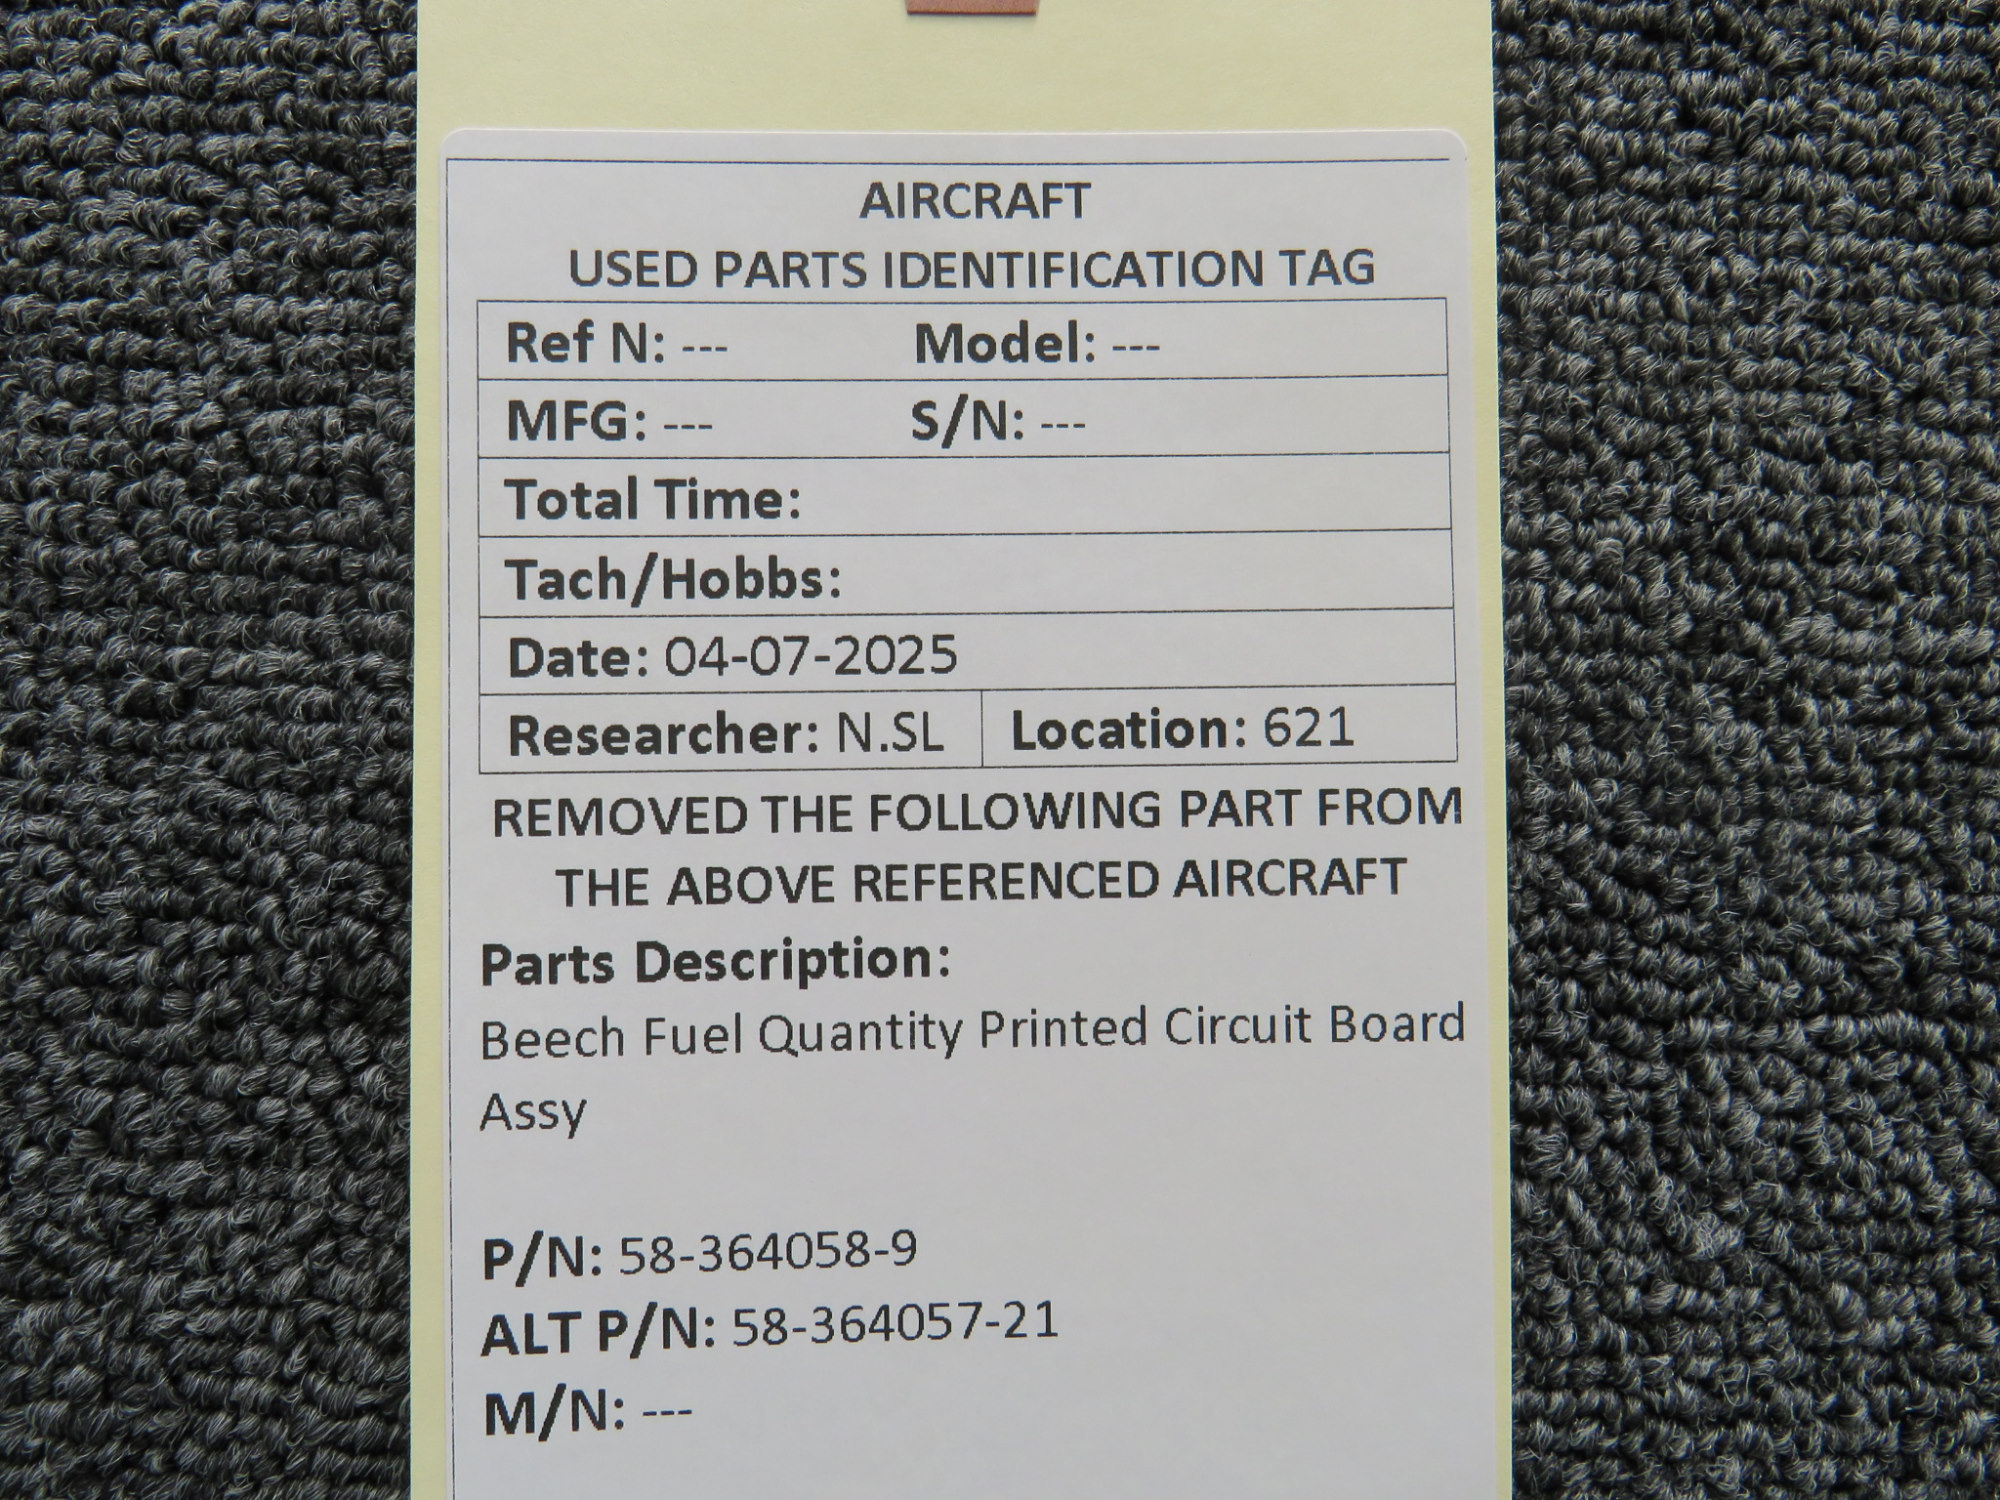 AIRCRAFT
USED PARTS IDENTIFICATION TAG
Ref N: --- Model: ---
MFG: --- S/N: ---
Total Time:
Tach/Hobbs:
Date: 04-07-2025
Researcher: N.SL Location: 621
REMOVED THE FOLLOWING PART FROM
THE ABOVE REFERENCED AIRCRAFT
Parts Description:
Beech Fuel Quantity Printed Circuit Board
Assy
P/N: 58-364058-9
ALT P/N: 58-364057-21
M/N: ---